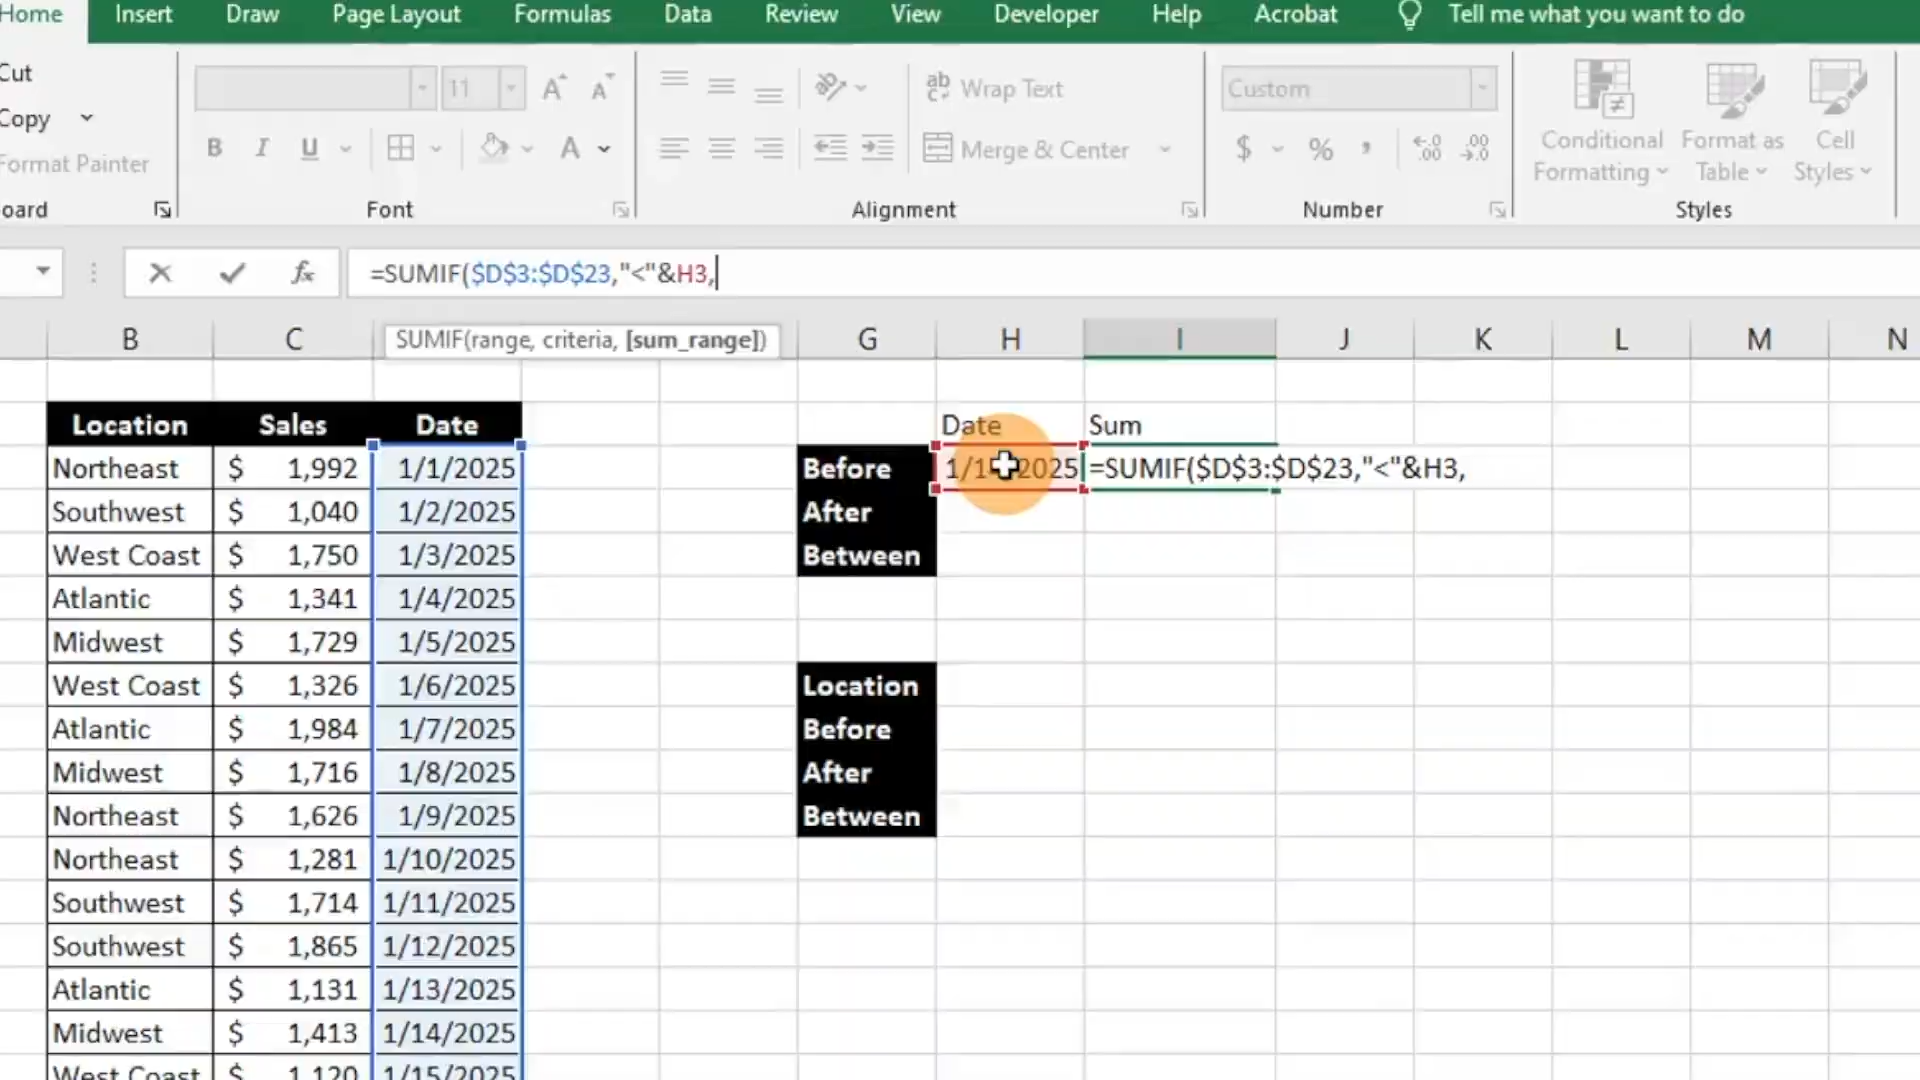 Home Insert Draw Page Layout Formulas Data Review View Developer Help Acrobat Tell me what you want to do
Cut
Copy
Format Painter
11
Wrap Text
Merge & Center
Custom
Conditional Formatting
Format as Table
Cell Styles
Font Alignment Number Styles
=SUMIF($D$3:$D$23,"<"&H3,
SUMIF(range, criteria, [sum_range])
B C G H I J K L M N
Location Sales Date Date Sum
Northeast $ 1,992 1/1/2025 Before =SUMIF($D$3:$D$23,"<"&H3,
Southwest $ 1,040 1/2/2025 After
West Coast $ 1,750 1/3/2025 Between
Atlantic $ 1,341 1/4/2025
Midwest $ 1,729 1/5/2025
West Coast $ 1,326 1/6/2025 Location
Atlantic $ 1,984 1/7/2025 Before
Midwest $ 1,716 1/8/2025 After
Northeast $ 1,626 1/9/2025 Between
Northeast $ 1,281 1/10/2025
Southwest $ 1,714 1/11/2025
Southwest $ 1,865 1/12/2025
Atlantic $ 1,131 1/13/2025
Midwest $ 1,413 1/14/2025
West Coast $ 1,120 1/15/2025